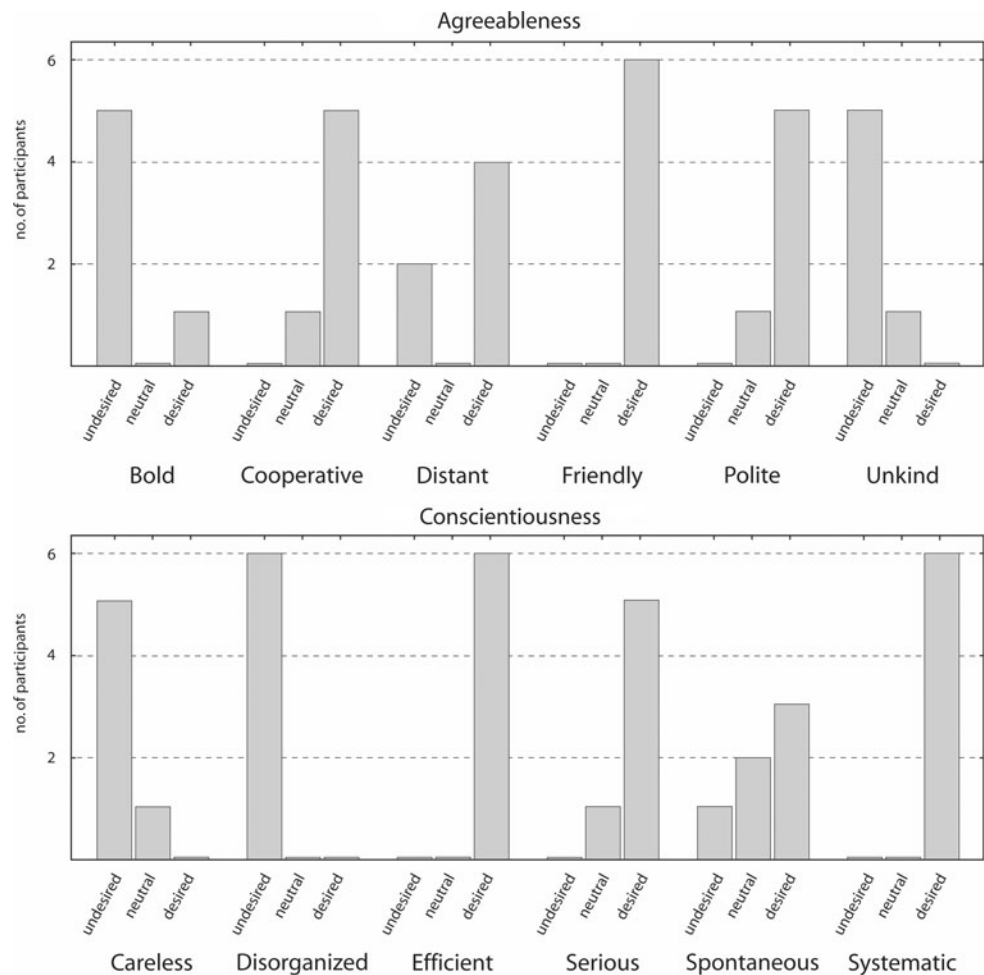 Agreeableness
no. of participants
6
4
2
undesired neutral desired undesired neutral desired undesired neutral desired undesired neutral desired undesired neutral desired undesired neutral desired
Bold Cooperative Distant Friendly Polite Unkind
Conscientiousness
no. of participants
6
4
2
undesired neutral desired undesired neutral desired undesired neutral desired undesired neutral desired undesired neutral desired undesired neutral desired
Careless Disorganized Efficient Serious Spontaneous Systematic